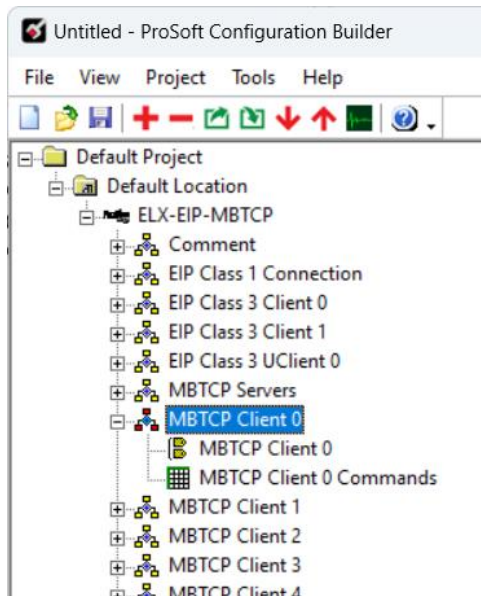 Untitled - ProSoft Configuration Builder
File View Project Tools Help
Default Project
Default Location
ELX-EIP-MBTCP
Comment
EIP Class 1 Connection
EIP Class 3 Client 0
EIP Class 3 Client 1
EIP Class 3 UClient 0
MBTCP Servers
MBTCP Client 0
MBTCP Client 0
MBTCP Client 0 Commands
MBTCP Client 1
MBTCP Client 2
MBTCP Client 3
MBTCP Client 4